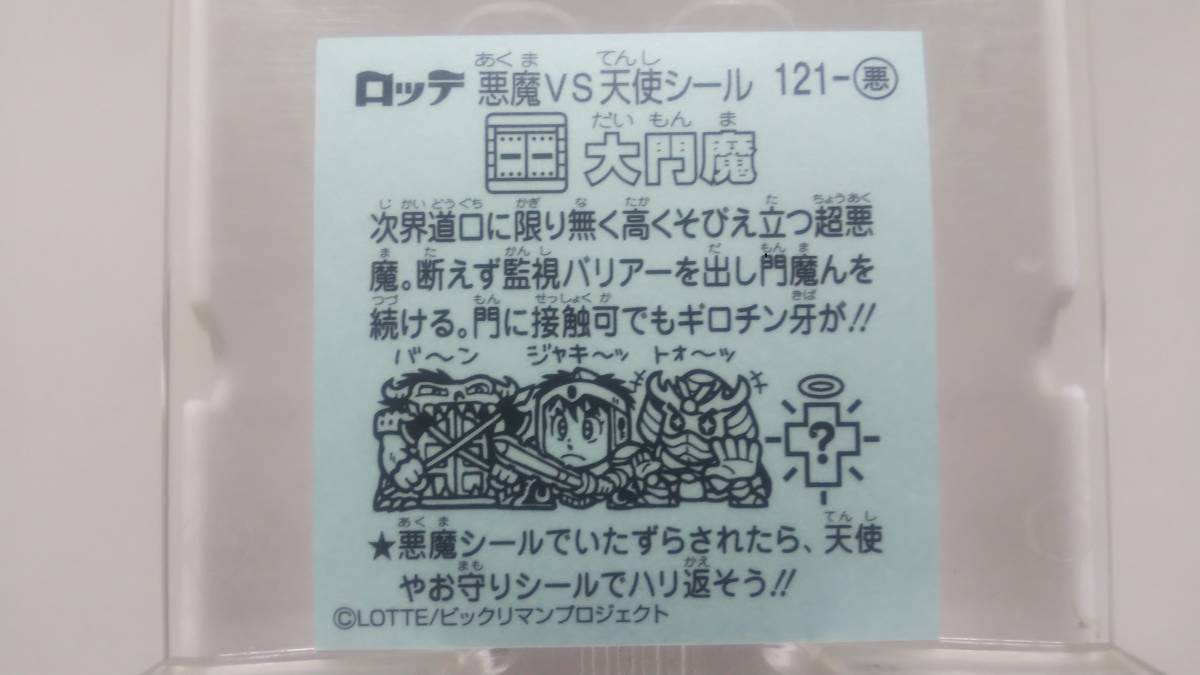 あくま てんし
ロッテ 悪魔VS天使シール 121-悪
だいもんま
大門魔
じかいどうぐち かぎ な たか た ちょうあく
次界道口に限り無く高くそびえ立つ超悪
ま た かんし だ もんま
魔。断えず監視バリアーを出し門魔んを
つづ もん せっしょくか きば
続ける。門に接触可でもギロチン牙が!!
バ〜ン ジャキ〜ッ トォ〜ッ
?
あくま てんし
★悪魔シールでいたずらされたら、天使
まも かえ
やお守りシールでハリ返そう!!
©LOTTE/ビックリマンプロジェクト